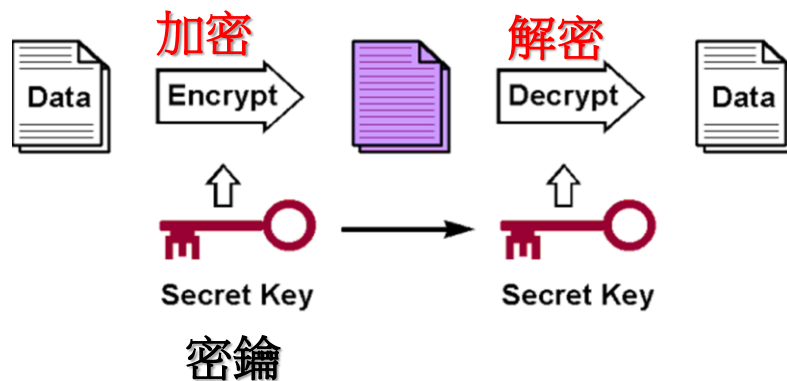 加密
解密
Data
Encrypt
Decrypt
Data
Secret Key
Secret Key
密鑰